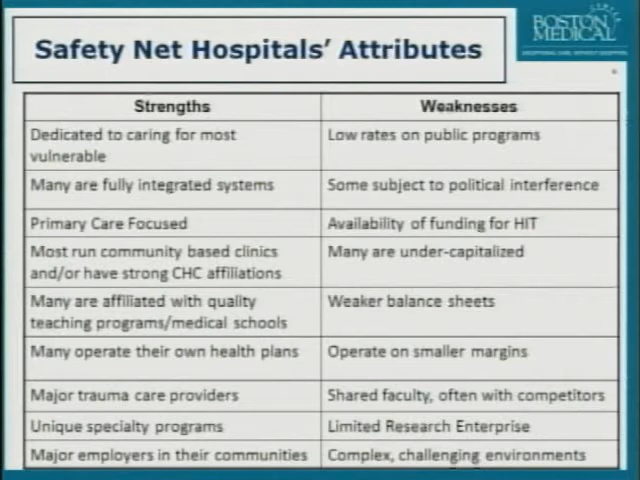 BOSTON
MEDICAL
CENTER
Safety Net Hospitals' Attributes
Strengths
Weaknesses
Dedicated to caring for most
vulnerable
Low rates on public programs
Many are fully integrated systems
Some subject to political interference
Primary Care Focused
Availability of funding for HIT
Most run community based clinics
and/or have strong CHC affiliations
Many are under-capitalized
Many are affiliated with quality
teaching programs/medical schools
Weaker balance sheets
Many operate their own health plans
Operate on smaller margins
Major trauma care providers
Shared faculty, often with competitors
Unique specialty programs
Limited Research Enterprise
Major employers in their communities
Complex, challenging environments